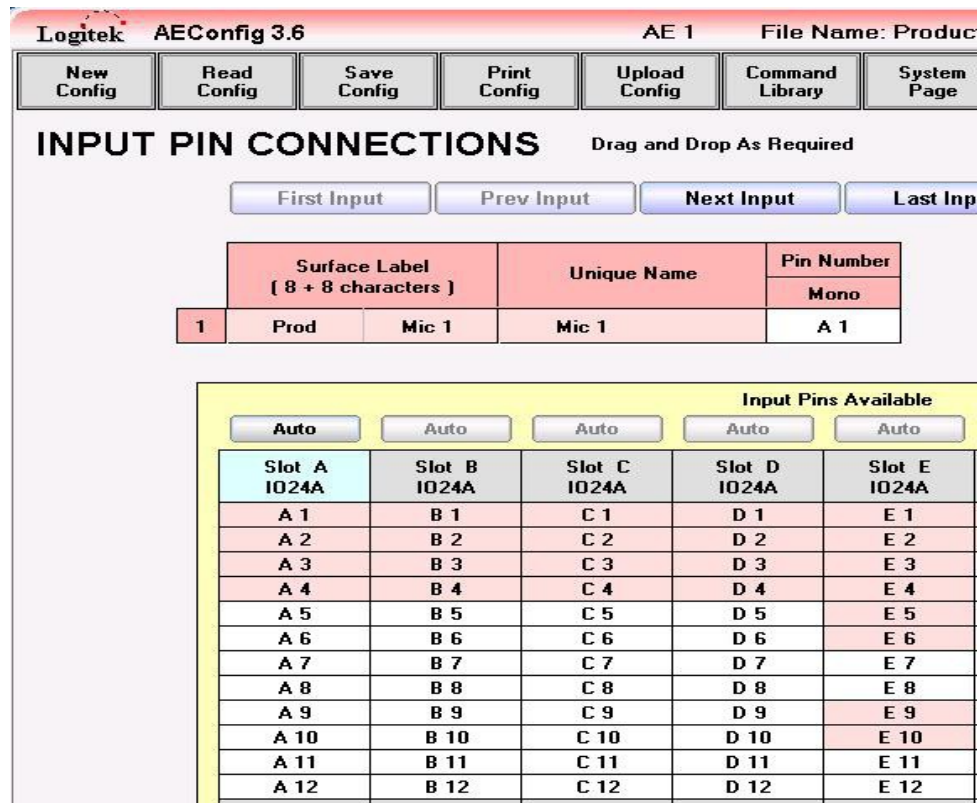 Logitek AEConfig 3.6 AE 1 File Name: Produc
New Config Read Config Save Config Print Config Upload Config Command Library System Page
INPUT PIN CONNECTIONS Drag and Drop As Required
First Input Prev Input Next Input Last Inp
Surface Label ( 8 + 8 characters ) Unique Name Pin Number
Mono
1 Prod Mic 1 Mic 1 A 1
Input Pins Available
Auto Auto Auto Auto Auto
Slot A Slot B Slot C Slot D Slot E
IO24A IO24A IO24A IO24A IO24A
A 1 B 1 C 1 D 1 E 1
A 2 B 2 C 2 D 2 E 2
A 3 B 3 C 3 D 3 E 3
A 4 B 4 C 4 D 4 E 4
A 5 B 5 C 5 D 5 E 5
A 6 B 6 C 6 D 6 E 6
A 7 B 7 C 7 D 7 E 7
A 8 B 8 C 8 D 8 E 8
A 9 B 9 C 9 D 9 E 9
A 10 B 10 C 10 D 10 E 10
A 11 B 11 C 11 D 11 E 11
A 12 B 12 C 12 D 12 E 12